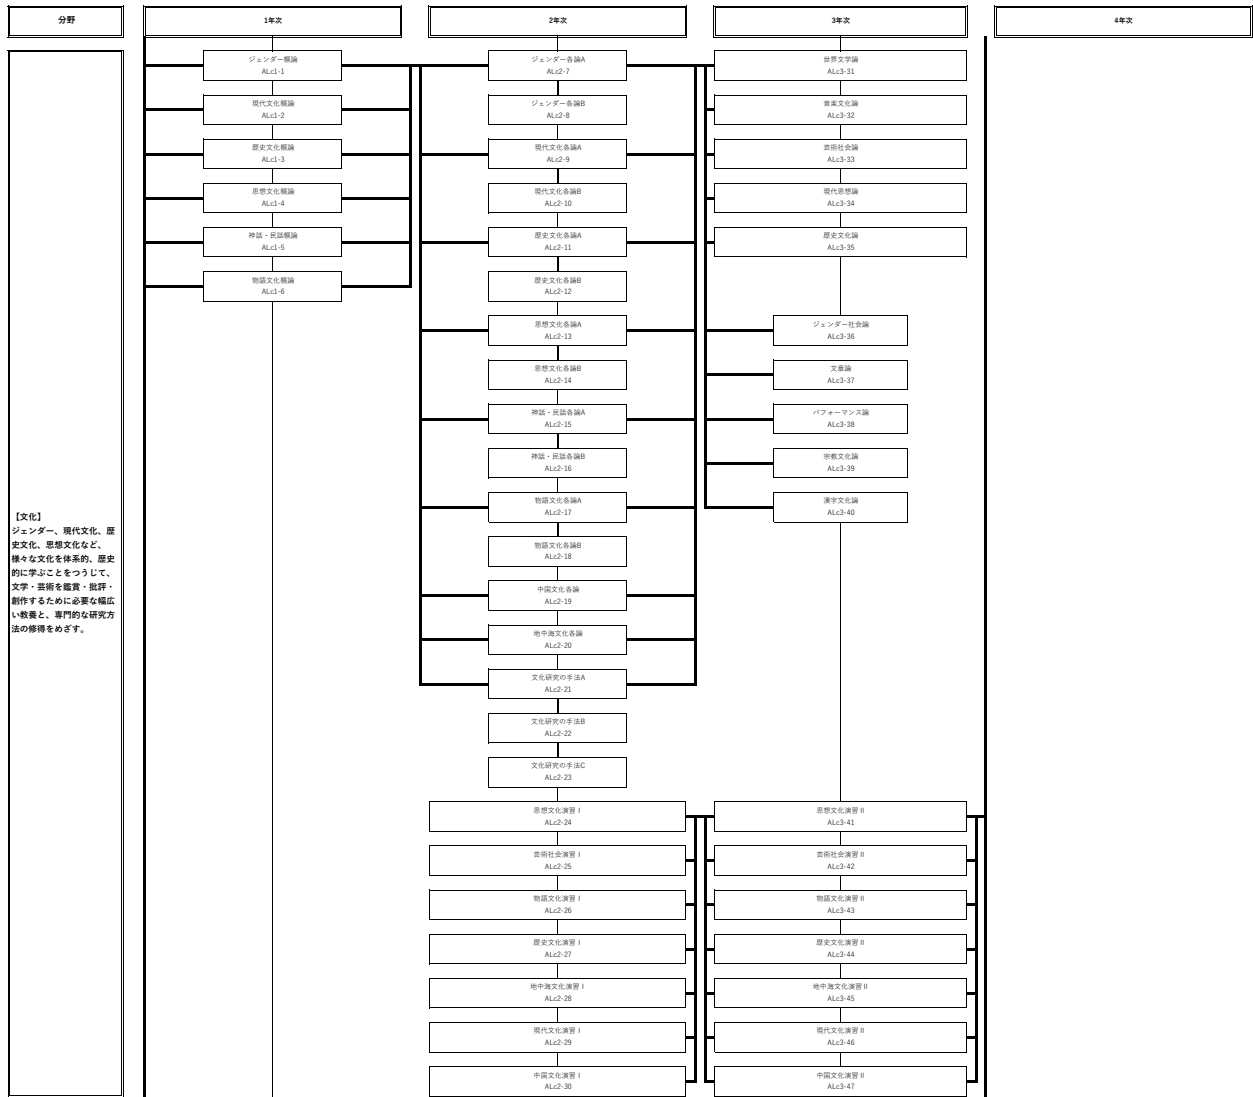 分野
1年次
2年次
3年次
4年次
【文化】
ジェンダー、現代文化、歴
史文化、思想文化など、
様々な文化を体系的、歴史
的に学ぶことをつうじて、
文学・芸術を鑑賞・批評・
創作するために必要な幅広
い教養と、専門的な研究方
法の修得をめざす。
ジェンダー概論
ALc1-1
現代文化概論
ALc1-2
歴史文化概論
ALc1-3
思想文化概論
ALc1-4
神話・民話概論
ALc1-5
物語文化概論
ALc1-6
ジェンダー各論A
ALc2-7
ジェンダー各論B
ALc2-8
現代文化各論A
ALc2-9
現代文化各論B
ALc2-10
歴史文化各論A
ALc2-11
歴史文化各論B
ALc2-12
思想文化各論A
ALc2-13
思想文化各論B
ALc2-14
神話・民話各論A
ALc2-15
神話・民話各論B
ALc2-16
物語文化各論A
ALc2-17
物語文化各論B
ALc2-18
中国文化各論
ALc2-19
地中海文化各論
ALc2-20
文化研究の手法A
ALc2-21
文化研究の手法B
ALc2-22
文化研究の手法C
ALc2-23
思想文化演習Ⅰ
ALc2-24
芸術社会演習Ⅰ
ALc2-25
物語文化演習Ⅰ
ALc2-26
歴史文化演習Ⅰ
ALc2-27
地中海文化演習Ⅰ
ALc2-28
現代文化演習Ⅰ
ALc2-29
中国文化演習Ⅰ
ALc2-30
世界文学論
ALc3-31
音楽文化論
ALc3-32
芸術社会論
ALc3-33
現代思想論
ALc3-34
歴史文化論
ALc3-35
ジェンダー社会論
ALc3-36
文章論
ALc3-37
パフォーマンス論
ALc3-38
宗教文化論
ALc3-39
漢字文化論
ALc3-40
思想文化演習Ⅱ
ALc3-41
芸術社会演習Ⅱ
ALc3-42
物語文化演習Ⅱ
ALc3-43
歴史文化演習Ⅱ
ALc3-44
地中海文化演習Ⅱ
ALc3-45
現代文化演習Ⅱ
ALc3-46
中国文化演習Ⅱ
ALc3-47